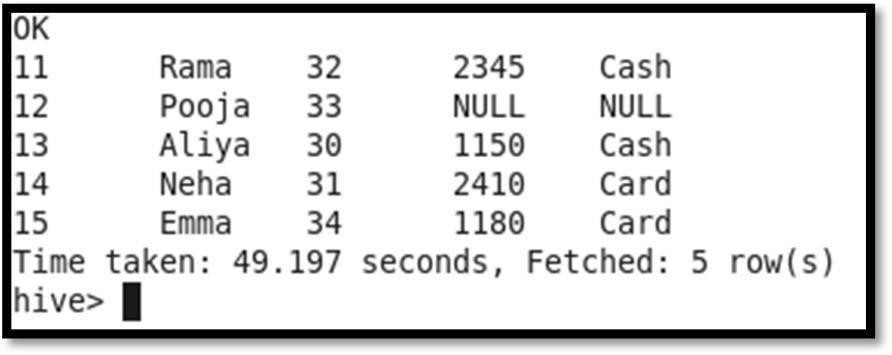 OK
11 Rama 32 2345 Cash
12 Pooja 33 NULL NULL
13 Aliya 30 1150 Cash
14 Neha 31 2410 Card
15 Emma 34 1180 Card
Time taken: 49.197 seconds, Fetched: 5 row(s)
hive>